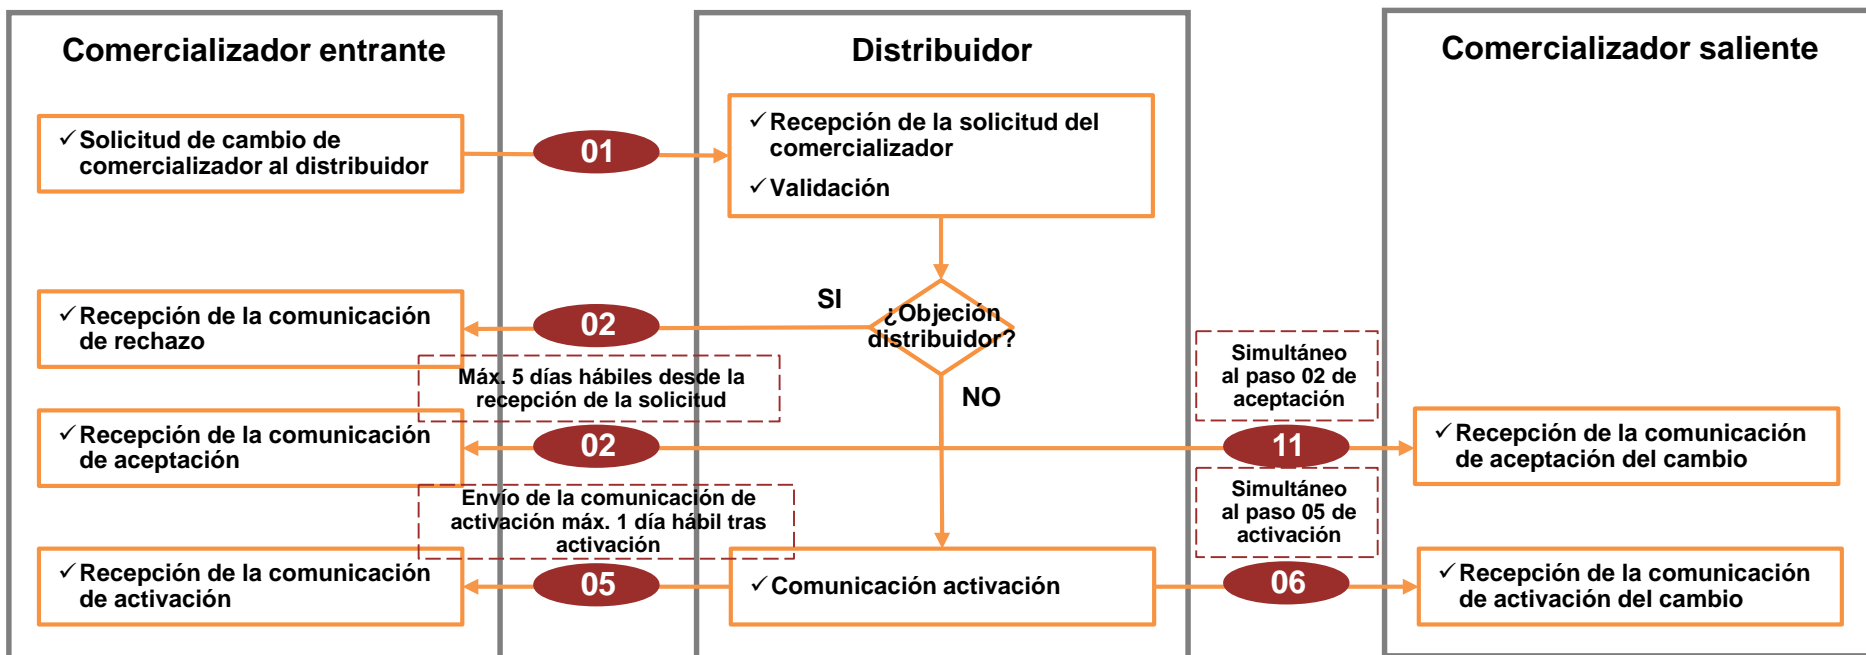 Comercializador entrante
Distribuidor
Comercializador saliente
✓ Solicitud de cambio de
comercializador al distribuidor
01
✓ Recepción de la solicitud del
comercializador
✓ Validación
SI
¿Objeción
distribuidor?
NO
02
✓ Recepción de la comunicación
de rechazo
Máx. 5 días hábiles desde la
recepción de la solicitud
Simultáneo
al paso 02 de
aceptación
✓ Recepción de la comunicación
de aceptación
02
11
✓ Recepción de la comunicación
de aceptación del cambio
Envío de la comunicación de
activación máx. 1 día hábil tras
activación
Simultáneo
al paso 05 de
activación
✓ Recepción de la comunicación
de activación
05
✓ Comunicación activación
06
✓ Recepción de la comunicación
de activación del cambio